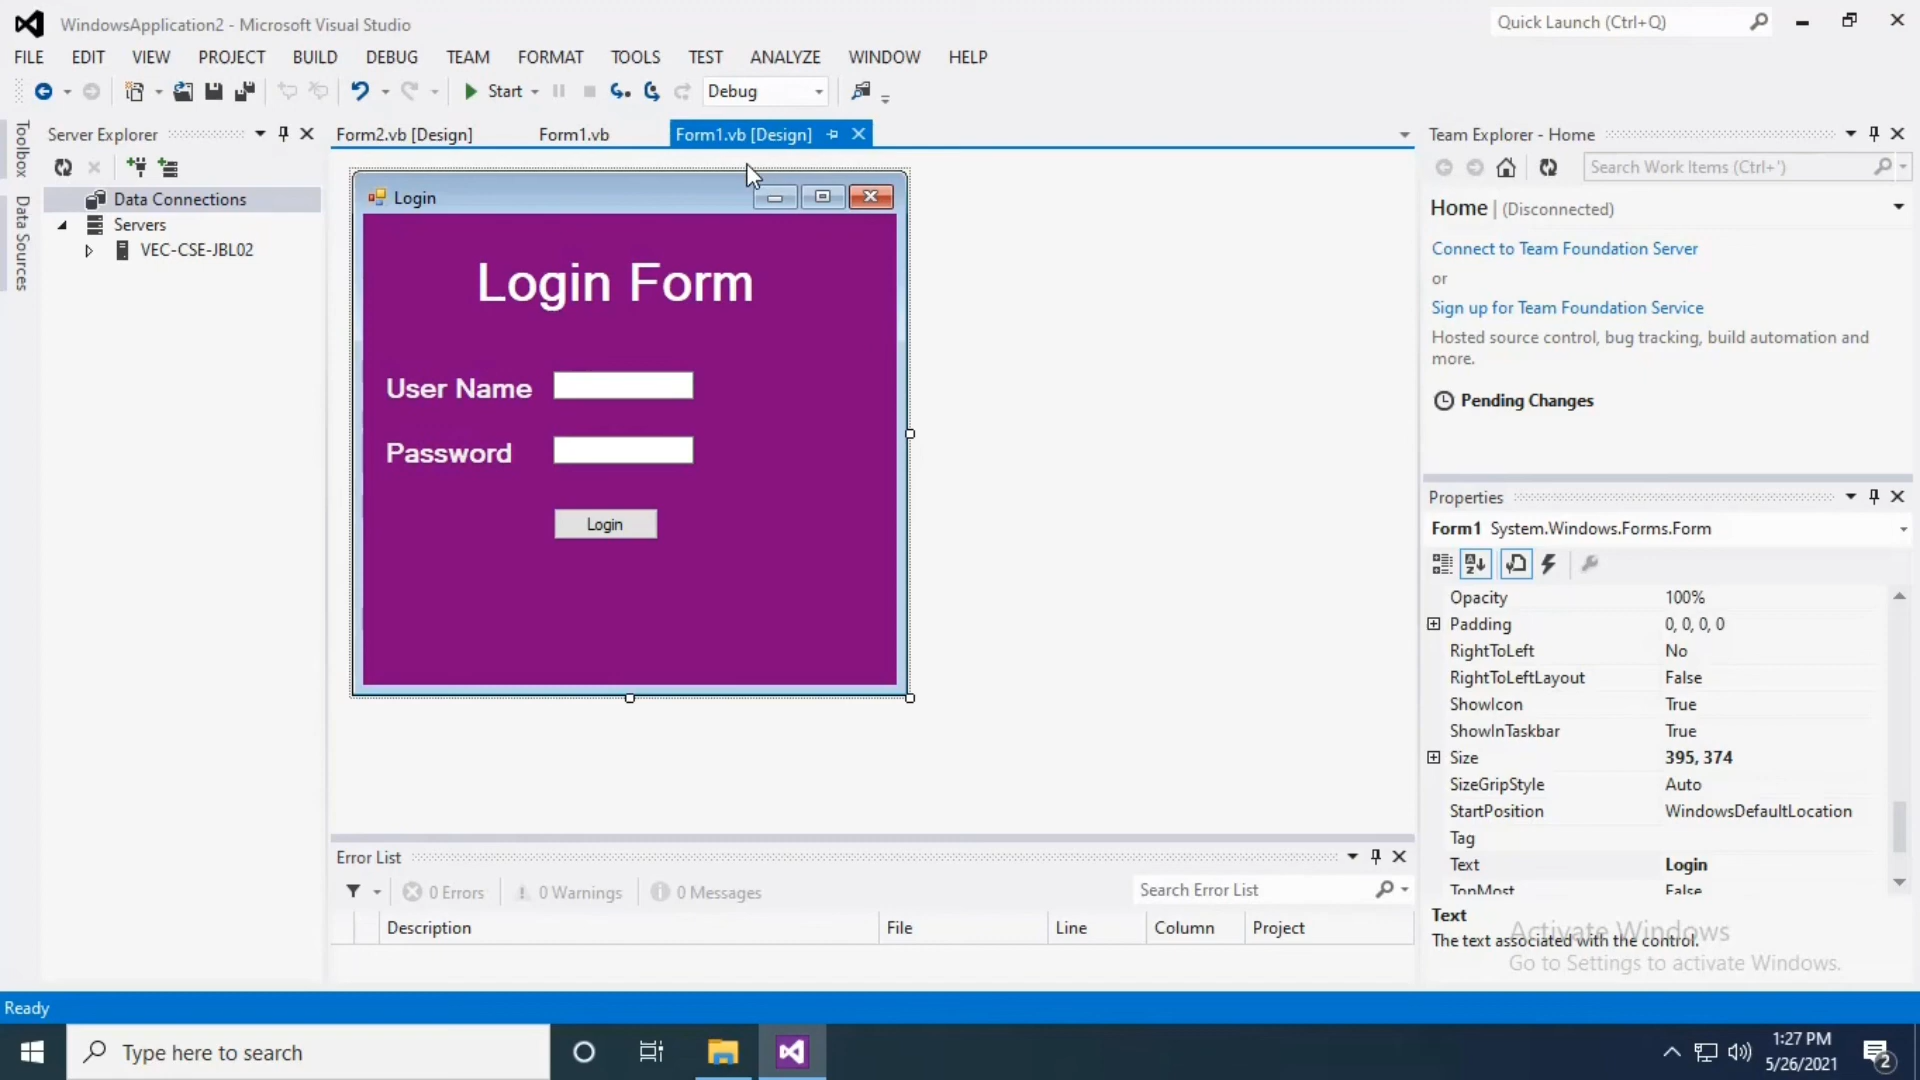 WindowsApplication2 - Microsoft Visual Studio
Quick Launch (Ctrl+Q)
FILE EDIT VIEW PROJECT BUILD DEBUG TEAM FORMAT TOOLS TEST ANALYZE WINDOW HELP
Start Debug
Toolbox
Data Sources
Server Explorer
Data Connections
Servers
VEC-CSE-JBL02
Form2.vb [Design] Form1.vb Form1.vb [Design]
Login
Login Form
User Name
Password
Login
Team Explorer - Home
Search Work Items (Ctrl+')
Home | (Disconnected)
Connect to Team Foundation Server
or
Sign up for Team Foundation Service
Hosted source control, bug tracking, build automation and
more.
Pending Changes
Properties
Form1 System.Windows.Forms.Form
Opacity 100%
Padding 0, 0, 0, 0
RightToLeft No
RightToLeftLayout False
ShowIcon True
ShowInTaskbar True
Size 395, 374
SizeGripStyle Auto
StartPosition WindowsDefaultLocation
Tag
Text Login
TopMost False
Text
The text associated with the control.
Activate Windows
Go to Settings to activate Windows.
Error List
0 Errors 0 Warnings 0 Messages
Search Error List
Description File Line Column Project
Ready
Type here to search
1:27 PM
5/26/2021
2